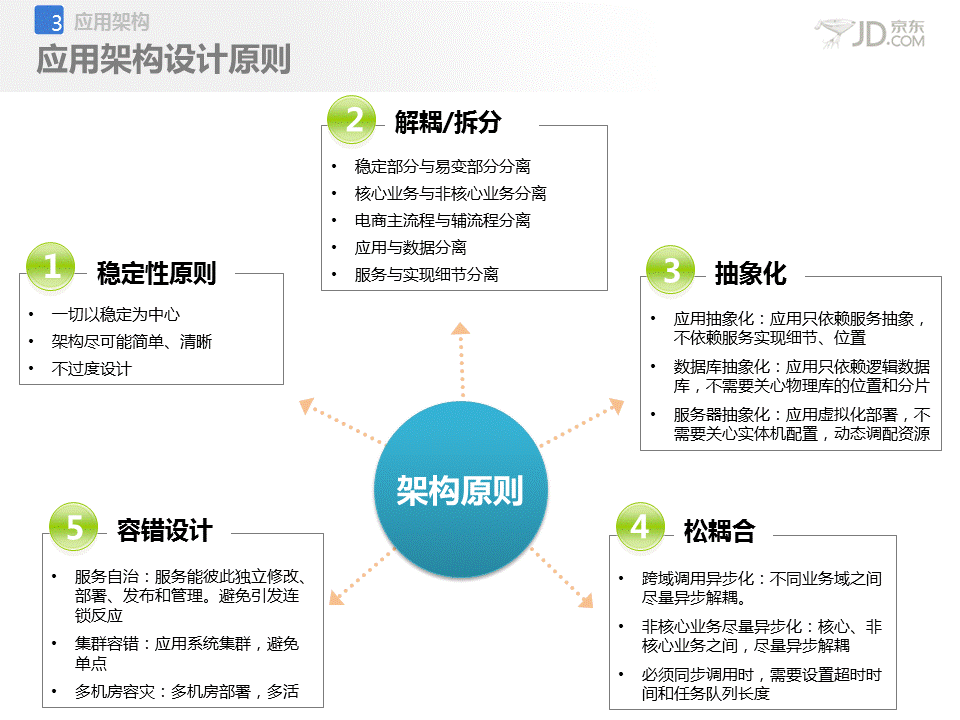 3 应用架构
应用架构设计原则
JD 京东
.COM
2 解耦/拆分
• 稳定部分与易变部分分离
• 核心业务与非核心业务分离
• 电商主流程与辅流程分离
• 应用与数据分离
• 服务与实现细节分离
1 稳定性原则
• 一切以稳定为中心
• 架构尽可能简单、清晰
• 不过度设计
3 抽象化
• 应用抽象化：应用只依赖服务抽象，
不依赖服务实现细节、位置
• 数据库抽象化：应用只依赖逻辑数据
库，不需要关心物理库的位置和分片
• 服务器抽象化：应用虚拟化部署，不
需要关心实体机配置，动态调配资源
架构原则
5 容错设计
• 服务自治：服务能彼此独立修改、
部署、发布和管理。避免引发连
锁反应
• 集群容错：应用系统集群，避免
单点
• 多机房容灾：多机房部署，多活
4 松耦合
• 跨域调用异步化：不同业务域之间
尽量异步解耦。
• 非核心业务尽量异步化：核心、非
核心业务之间，尽量异步解耦
• 必须同步调用时，需要设置超时时
间和任务队列长度